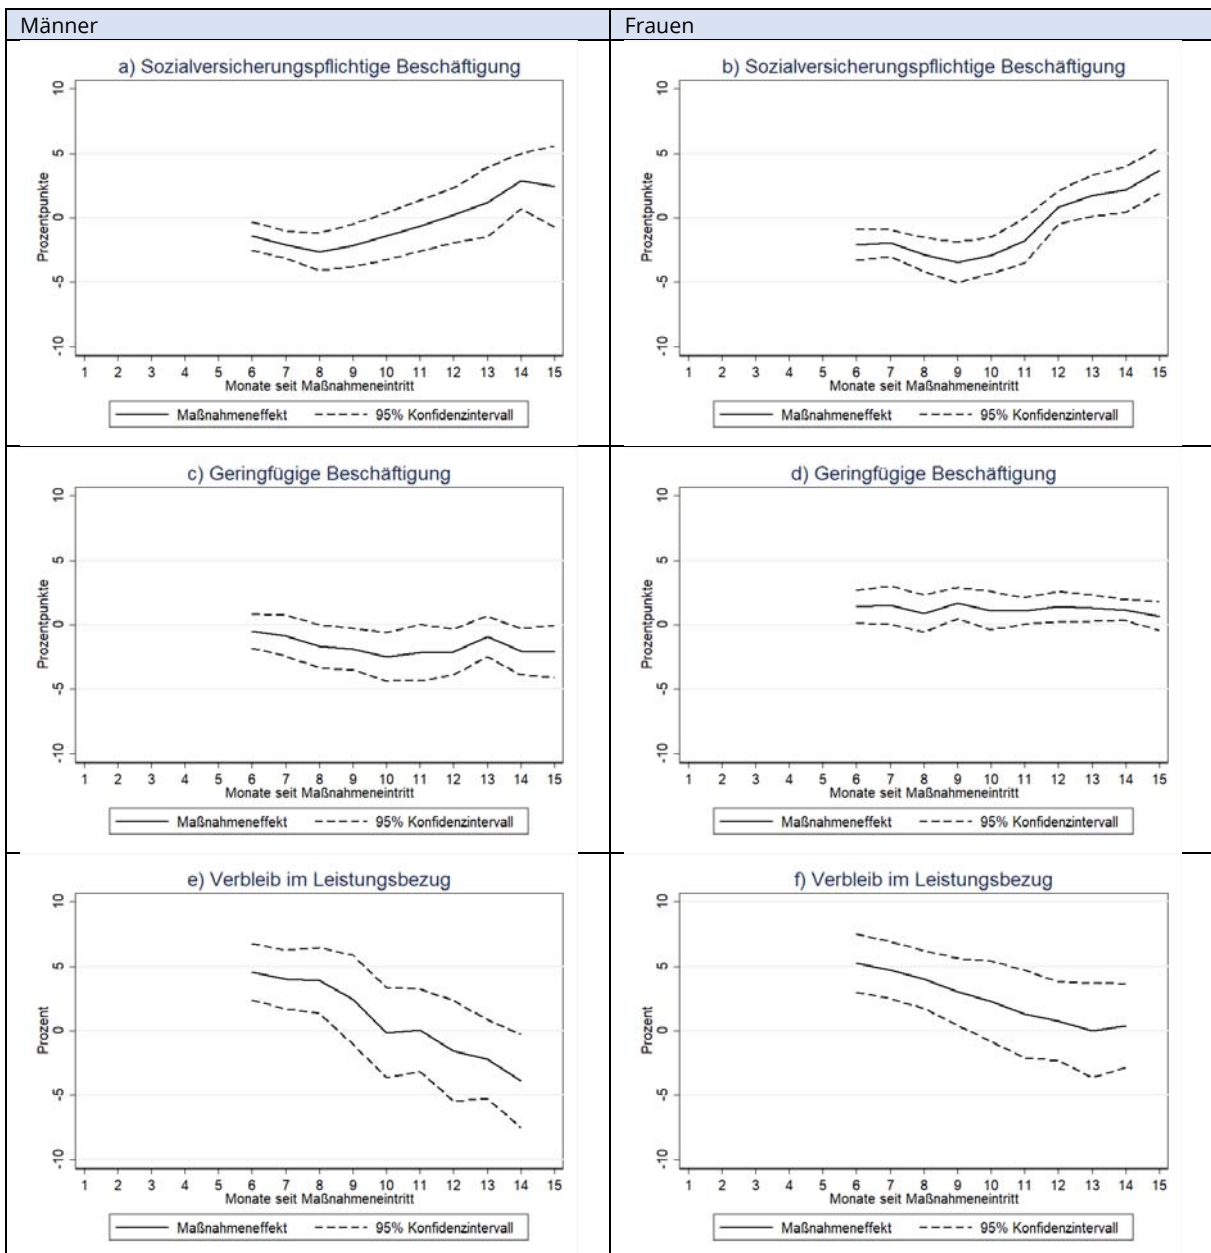 Männer
Frauen
a) Sozialversicherungspflichtige Beschäftigung
Prozentpunkte
10
5
0
-5
-10
1 2 3 4 5 6 7 8 9 10 11 12 13 14 15
Monate seit Maßnahmeneintritt
Maßnahmeneffekt 95% Konfidenzintervall
b) Sozialversicherungspflichtige Beschäftigung
Prozentpunkte
10
5
0
-5
-10
1 2 3 4 5 6 7 8 9 10 11 12 13 14 15
Monate seit Maßnahmeneintritt
Maßnahmeneffekt 95% Konfidenzintervall
c) Geringfügige Beschäftigung
Prozentpunkte
10
5
0
-5
-10
1 2 3 4 5 6 7 8 9 10 11 12 13 14 15
Monate seit Maßnahmeneintritt
Maßnahmeneffekt 95% Konfidenzintervall
d) Geringfügige Beschäftigung
Prozentpunkte
10
5
0
-5
-10
1 2 3 4 5 6 7 8 9 10 11 12 13 14 15
Monate seit Maßnahmeneintritt
Maßnahmeneffekt 95% Konfidenzintervall
e) Verbleib im Leistungsbezug
Prozent
10
5
0
-5
-10
1 2 3 4 5 6 7 8 9 10 11 12 13 14 15
Monate seit Maßnahmeneintritt
Maßnahmeneffekt 95% Konfidenzintervall
f) Verbleib im Leistungsbezug
Prozent
10
5
0
-5
-10
1 2 3 4 5 6 7 8 9 10 11 12 13 14 15
Monate seit Maßnahmeneintritt
Maßnahmeneffekt 95% Konfidenzintervall